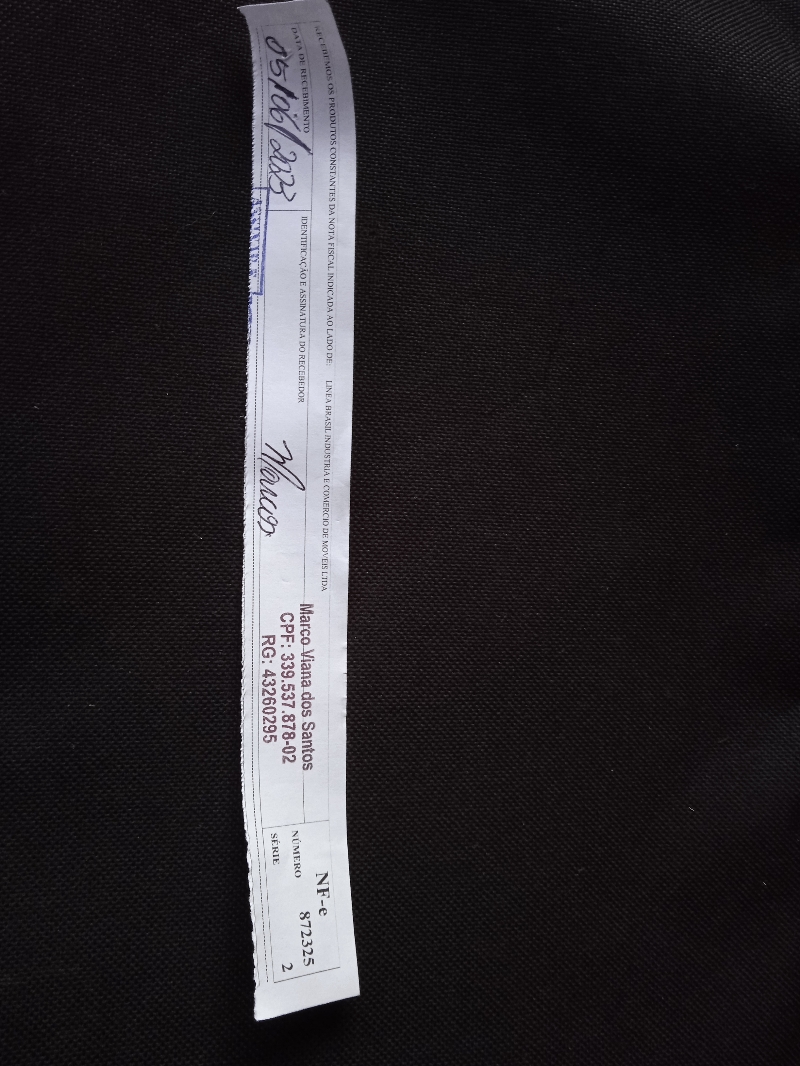 RECEBEMOS OS PRODUTOS CONSTANTES DA NOTA FISCAL INDICADA AO LADO DE: LINEA BRASIL INDUSTRIA E COMERCIO DE MOVEIS LTDA
DATA DE RECEBIMENTO
05/06/2023
IDENTIFICAÇÃO E ASSINATURA DO RECEBEDOR
Marcos
Marco Viana dos Santos
CPF: 339.537.878-02
RG: 43260295
NF-e
NÚMERO 872325
SÉRIE 2